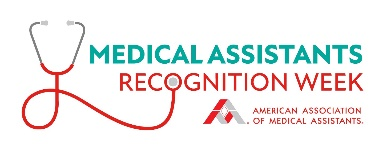 MEDICAL ASSISTANTS
RECOGNITION WEEK
AMERICAN ASSOCIATION
OF MEDICAL ASSISTANTS.